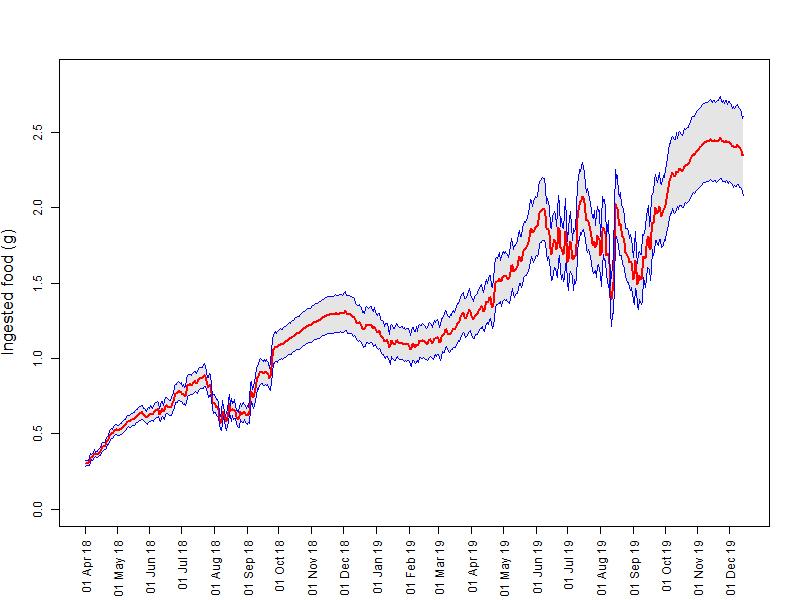 Ingested food (g)
2.5
2.0
1.5
1.0
0.5
0.0
01 Apr 18
01 May 18
01 Jun 18
01 Jul 18
01 Aug 18
01 Sep 18
01 Oct 18
01 Nov 18
01 Dec 18
01 Jan 19
01 Feb 19
01 Mar 19
01 Apr 19
01 May 19
01 Jun 19
01 Jul 19
01 Aug 19
01 Sep 19
01 Oct 19
01 Nov 19
01 Dec 19